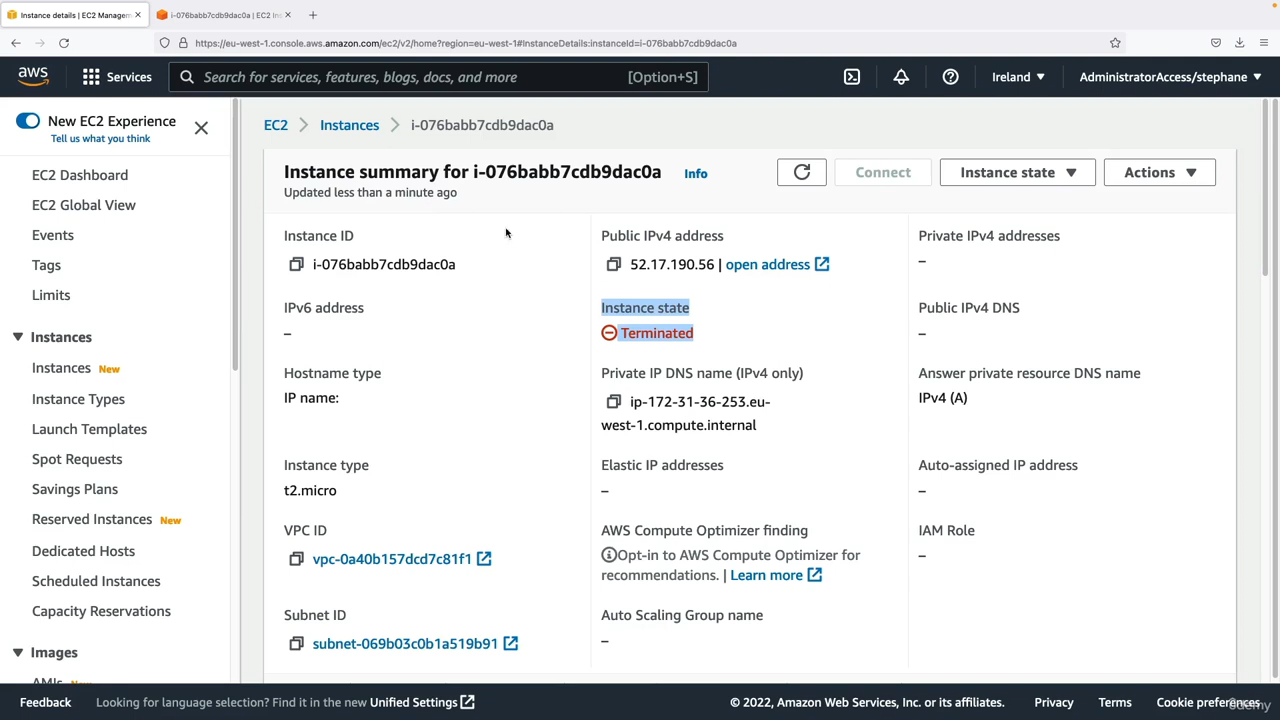 Instance details | EC2 Managem
i-076babb7cdb9dac0a | EC2 Ins
https://eu-west-1.console.aws.amazon.com/ec2/v2/home?region=eu-west-1#InstanceDetails:instanceId=i-076babb7cdb9dac0a
aws
Services
Search for services, features, blogs, docs, and more
[Option+S]
Ireland ▼
AdministratorAccess/stephane ▼
New EC2 Experience
Tell us what you think
EC2 Dashboard
EC2 Global View
Events
Tags
Limits
▼ Instances
Instances New
Instance Types
Launch Templates
Spot Requests
Savings Plans
Reserved Instances New
Dedicated Hosts
Scheduled Instances
Capacity Reservations
▼ Images
AMIs New
EC2 > Instances > i-076babb7cdb9dac0a
Instance summary for i-076babb7cdb9dac0a Info
Updated less than a minute ago
Connect
Instance state ▼
Actions ▼
Instance ID
i-076babb7cdb9dac0a
Public IPv4 address
52.17.190.56 | open address
Private IPv4 addresses
–
IPv6 address
–
Instance state
Terminated
Public IPv4 DNS
–
Hostname type
IP name:
Private IP DNS name (IPv4 only)
ip-172-31-36-253.eu-
west-1.compute.internal
Answer private resource DNS name
IPv4 (A)
Instance type
t2.micro
Elastic IP addresses
–
Auto-assigned IP address
–
VPC ID
vpc-0a40b157dcd7c81f1
AWS Compute Optimizer finding
Opt-in to AWS Compute Optimizer for
recommendations. | Learn more
IAM Role
–
Subnet ID
subnet-069b03c0b1a519b91
Auto Scaling Group name
–
Feedback
Looking for language selection? Find it in the new Unified Settings
© 2022, Amazon Web Services, Inc. or its affiliates.
Privacy
Terms
Cookie preferences
Udemy